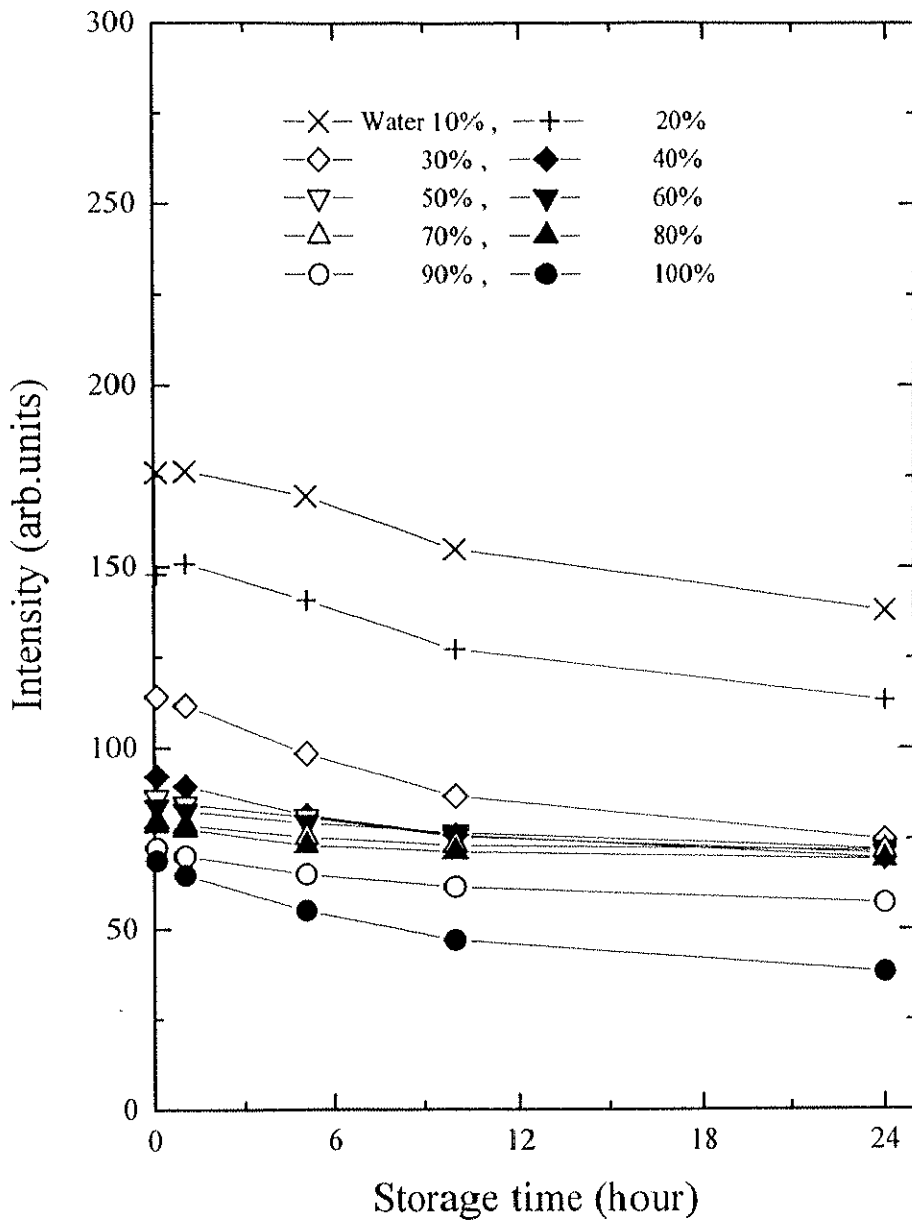 300
Water 10% , 20%
30% , 40%
50% , 60%
70% , 80%
90% , 100%
250
200
150
100
50
0
Intensity (arb.units)
0 6 12 18 24
Storage time (hour)